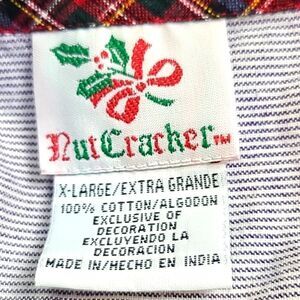 NutCracker™
X-LARGE/EXTRA GRANDE
100% COTTON/ALGODON
EXCLUSIVE OF
DECORATION
EXCLUYENDO LA
DECORACION
MADE IN/HECHO EN INDIA